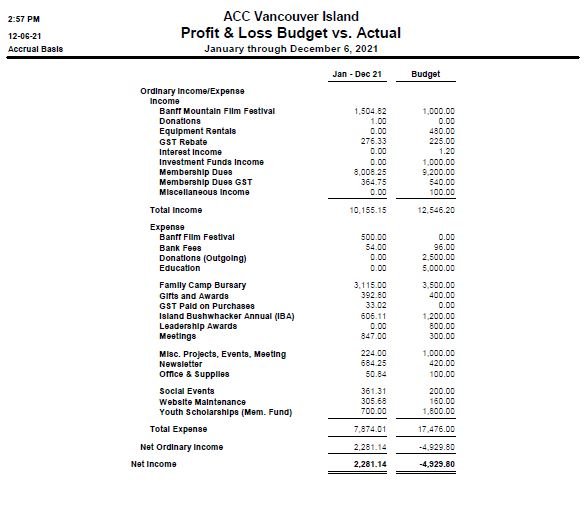 2:57 PM
ACC Vancouver Island
12-06-21
Profit & Loss Budget vs. Actual
Accrual Basis
January through December 6, 2021
Jan - Dec 21 Budget
Ordinary Income/Expense
Income
Banff Mountain Film Festival 1,504.82 1,000.00
Donations 1.00 0.00
Equipment Rentals 0.00 480.00
GST Rebate 276.33 225.00
Interest Income 0.00 1.20
Investment Funds Income 0.00 1,000.00
Membership Dues 8,008.25 9,200.00
Membership Dues GST 364.75 540.00
Miscellaneous Income 0.00 100.00
Total Income 10,155.15 12,546.20
Expense
Banff Film Festival 500.00 0.00
Bank Fees 54.00 96.00
Donations (Outgoing) 0.00 2,500.00
Education 0.00 5,000.00
Family Camp Bursary 3,115.00 3,500.00
Gifts and Awards 392.80 400.00
GST Paid on Purchases 33.02 0.00
Island Bushwhacker Annual (IBA) 606.11 1,200.00
Leadership Awards 0.00 800.00
Meetings 847.00 300.00
Misc. Projects, Events, Meeting 224.00 1,000.00
Newsletter 684.25 420.00
Office & Supplies 50.84 100.00
Social Events 361.31 200.00
Website Maintenance 305.68 160.00
Youth Scholarships (Mem. Fund) 700.00 1,800.00
Total Expense 7,874.01 17,476.00
Net Ordinary Income 2,281.14 -4,929.80
Net Income 2,281.14 -4,929.80